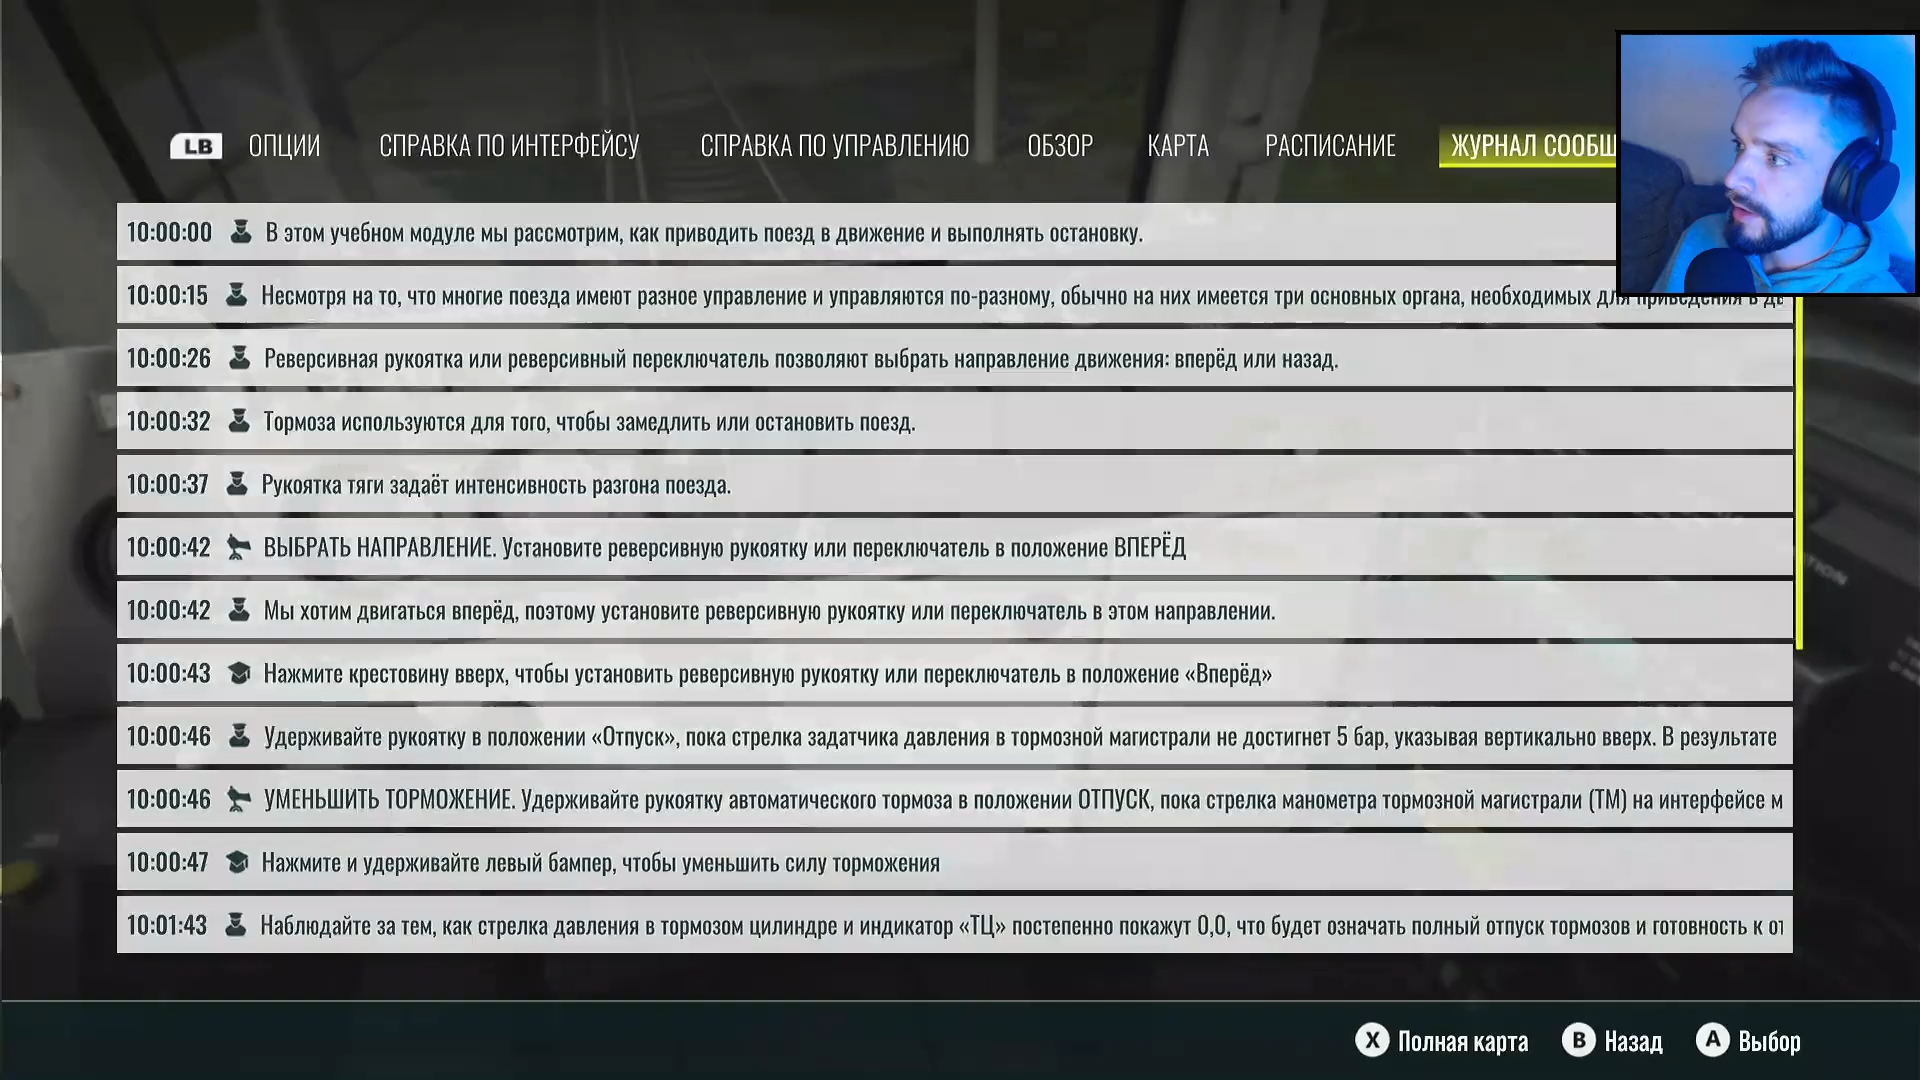 LB ОПЦИИ СПРАВКА ПО ИНТЕРФЕЙСУ СПРАВКА ПО УПРАВЛЕНИЮ ОБЗОР КАРТА РАСПИСАНИЕ ЖУРНАЛ СООБЩ
10:00:00 В этом учебном модуле мы рассмотрим, как приводить поезд в движение и выполнять остановку.
10:00:15 Несмотря на то, что многие поезда имеют разное управление и управляются по-разному, обычно на них имеется три основных органа, необходимых для приведения в дв
10:00:26 Реверсивная рукоятка или реверсивный переключатель позволяют выбрать направление движения: вперёд или назад.
10:00:32 Тормоза используются для того, чтобы замедлить или остановить поезд.
10:00:37 Рукоятка тяги задаёт интенсивность разгона поезда.
10:00:42 ВЫБРАТЬ НАПРАВЛЕНИЕ. Установите реверсивную рукоятку или переключатель в положение ВПЕРЁД
10:00:42 Мы хотим двигаться вперёд, поэтому установите реверсивную рукоятку или переключатель в этом направлении.
10:00:43 Нажмите крестовину вверх, чтобы установить реверсивную рукоятку или переключатель в положение «Вперёд»
10:00:46 Удерживайте рукоятку в положении «Отпуск», пока стрелка задатчика давления в тормозной магистрали не достигнет 5 бар, указывая вертикально вверх. В результате
10:00:46 УМЕНЬШИТЬ ТОРМОЖЕНИЕ. Удерживайте рукоятку автоматического тормоза в положении ОТПУСК, пока стрелка манометра тормозной магистрали (ТМ) на интерфейсе м
10:00:47 Нажмите и удерживайте левый бампер, чтобы уменьшить силу торможения
10:01:43 Наблюдайте за тем, как стрелка давления в тормозом цилиндре и индикатор «ТЦ» постепенно покажут 0,0, что будет означать полный отпуск тормозов и готовность к от
X Полная карта B Назад A Выбор